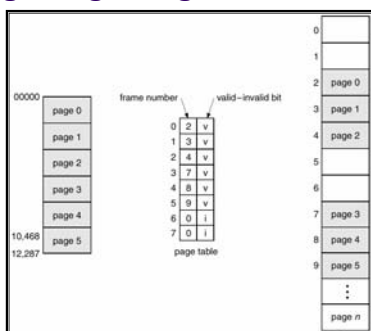 00000
page 0
page 1
page 2
page 3
page 4
10,468
page 5
12,287
frame number
valid–invalid bit
0 2 v
1 3 v
2 4 v
3 7 v
4 8 v
5 9 v
6 0 i
7 0 i
page table
0
1
2 page 0
3 page 1
4 page 2
5
6
7 page 3
8 page 4
9 page 5
⋮
page n